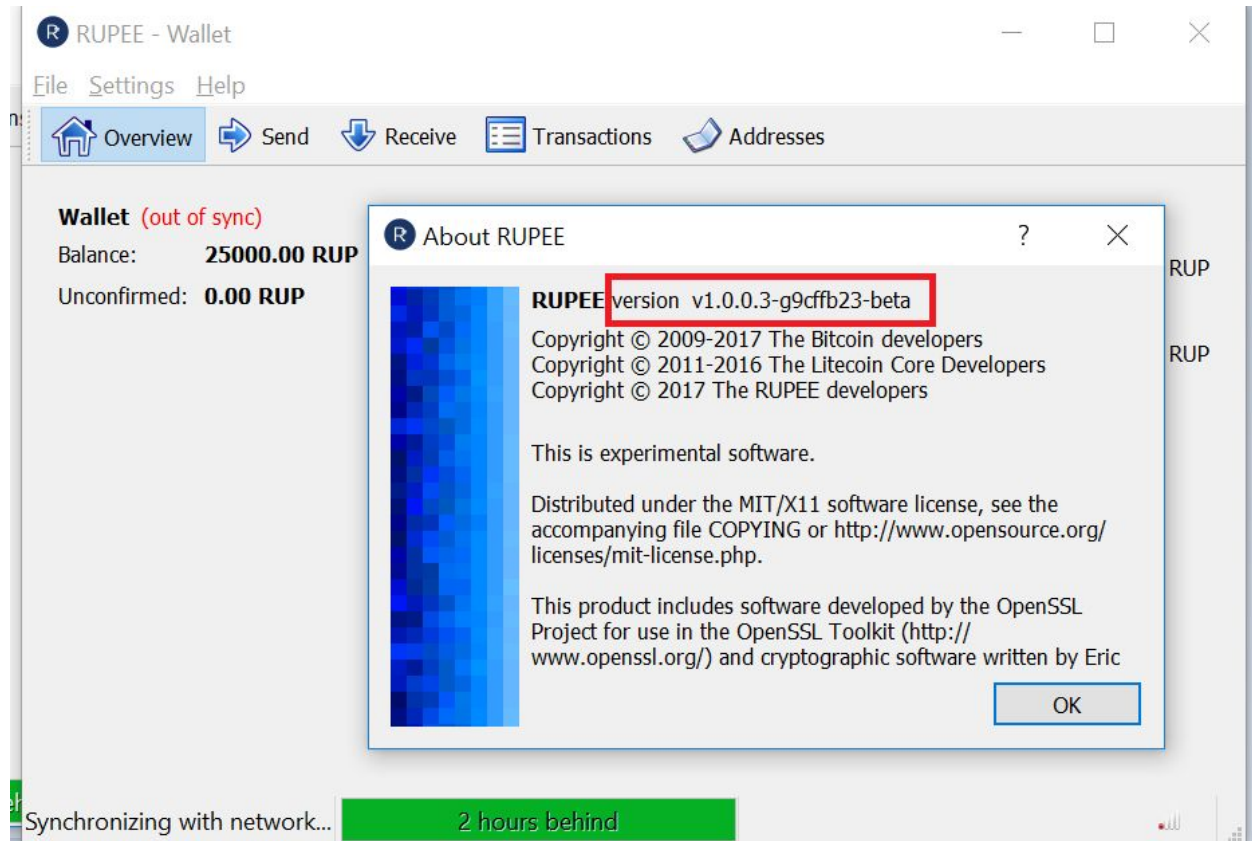 R RUPEE - Wallet
File Settings Help
Overview Send Receive Transactions Addresses
Wallet (out of sync)
Balance: 25000.00 RUP
Unconfirmed: 0.00 RUP
RUP
RUP
R About RUPEE ?
RUPEE version v1.0.0.3-g9cffb23-beta
Copyright © 2009-2017 The Bitcoin developers
Copyright © 2011-2016 The Litecoin Core Developers
Copyright © 2017 The RUPEE developers
This is experimental software.
Distributed under the MIT/X11 software license, see the
accompanying file COPYING or http://www.opensource.org/
licenses/mit-license.php.
This product includes software developed by the OpenSSL
Project for use in the OpenSSL Toolkit (http://
www.openssl.org/) and cryptographic software written by Eric
OK
Synchronizing with network... 2 hours behind